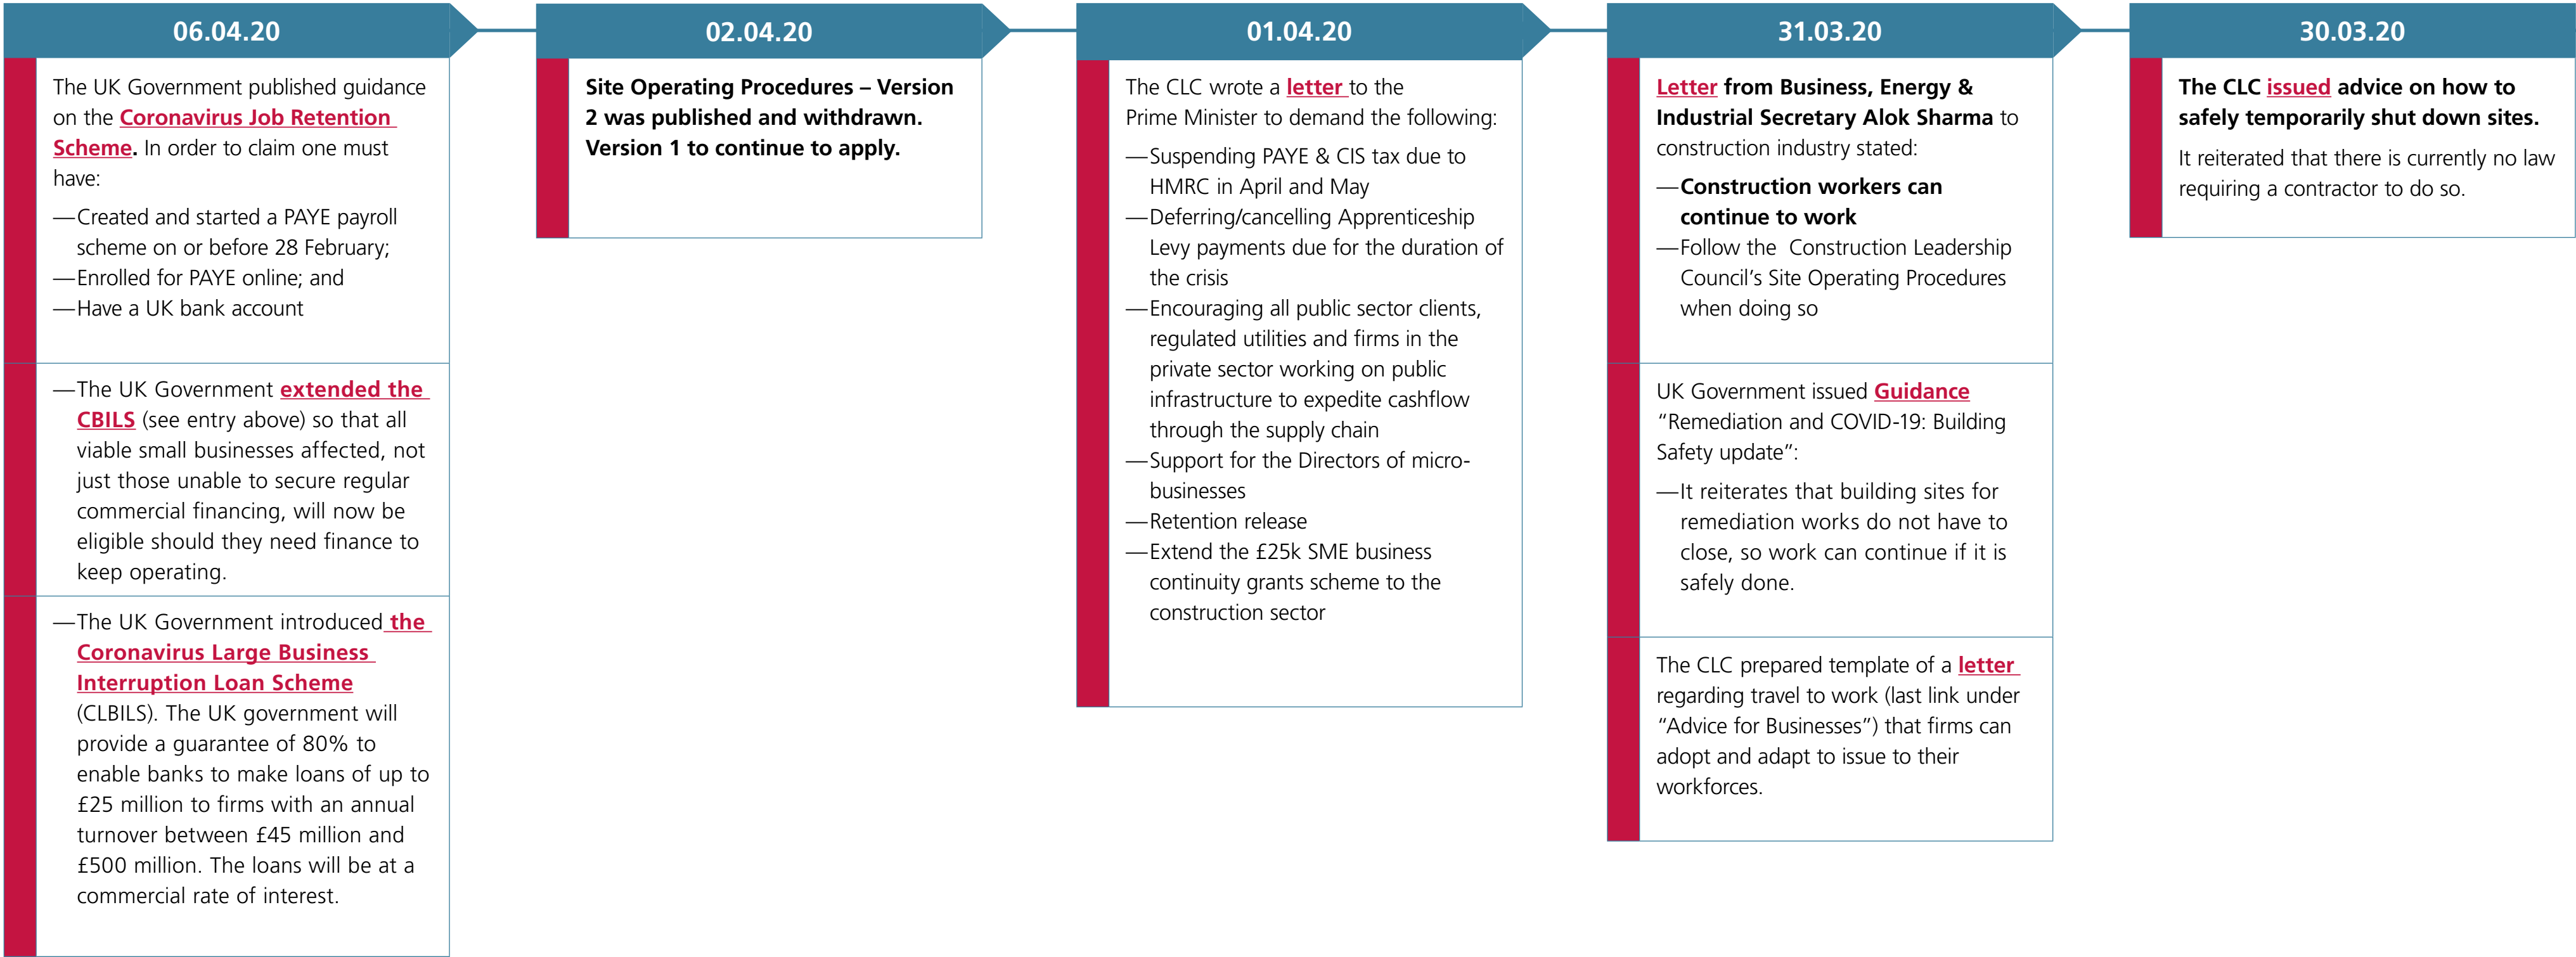 06.04.20
The UK Government published guidance
on the Coronavirus Job Retention
Scheme. In order to claim one must
have:
—Created and started a PAYE payroll
scheme on or before 28 February;
—Enrolled for PAYE online; and
—Have a UK bank account
—The UK Government extended the
CBILS (see entry above) so that all
viable small businesses affected, not
just those unable to secure regular
commercial financing, will now be
eligible should they need finance to
keep operating.
—The UK Government introduced the
Coronavirus Large Business
Interruption Loan Scheme
(CLBILS). The UK government will
provide a guarantee of 80% to
enable banks to make loans of up to
£25 million to firms with an annual
turnover between £45 million and
£500 million. The loans will be at a
commercial rate of interest.
02.04.20
Site Operating Procedures – Version
2 was published and withdrawn.
Version 1 to continue to apply.
01.04.20
The CLC wrote a letter to the
Prime Minister to demand the following:
—Suspending PAYE & CIS tax due to
HMRC in April and May
—Deferring/cancelling Apprenticeship
Levy payments due for the duration of
the crisis
—Encouraging all public sector clients,
regulated utilities and firms in the
private sector working on public
infrastructure to expedite cashflow
through the supply chain
—Support for the Directors of micro-
businesses
—Retention release
—Extend the £25k SME business
continuity grants scheme to the
construction sector
31.03.20
Letter from Business, Energy &
Industrial Secretary Alok Sharma to
construction industry stated:
—Construction workers can
continue to work
—Follow the  Construction Leadership
Council’s Site Operating Procedures
when doing so
UK Government issued Guidance
“Remediation and COVID-19: Building
Safety update”:
—It reiterates that building sites for
remediation works do not have to
close, so work can continue if it is
safely done.
The CLC prepared template of a letter
regarding travel to work (last link under
“Advice for Businesses”) that firms can
adopt and adapt to issue to their
workforces.
30.03.20
The CLC issued advice on how to
safely temporarily shut down sites.
It reiterated that there is currently no law
requiring a contractor to do so.